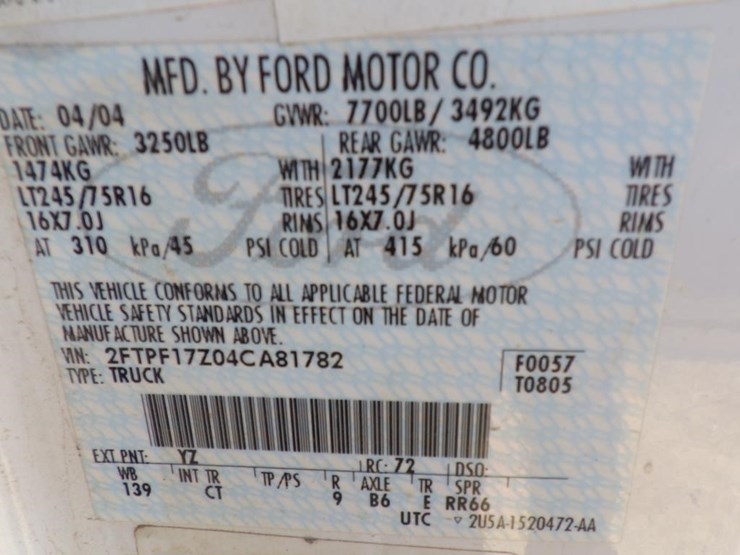 MFD. BY FORD MOTOR CO.
DATE: 04/04 GVWR: 7700LB/ 3492KG
FRONT GAWR: 3250LB REAR GAWR: 4800LB
1474KG WITH 2177KG WITH
LT245/75R16 TIRES LT245/75R16 TIRES
16X7.0J RIMS 16X7.0J RIMS
AT 310 kPa/45 PSI COLD AT 415 kPa/60 PSI COLD
Ford
THIS VEHICLE CONFORMS TO ALL APPLICABLE FEDERAL MOTOR
VEHICLE SAFETY STANDARDS IN EFFECT ON THE DATE OF
MANUFACTURE SHOWN ABOVE.
VIN: 2FTPF17Z04CA81782 F0057
TYPE: TRUCK T0805
EXT PNT: YZ RC: 72 DSO:
WB INT TR TP/PS R AXLE TR SPR
139 CT 9 B6 E RR66
UTC ▽ 2U5A-1520472-AA